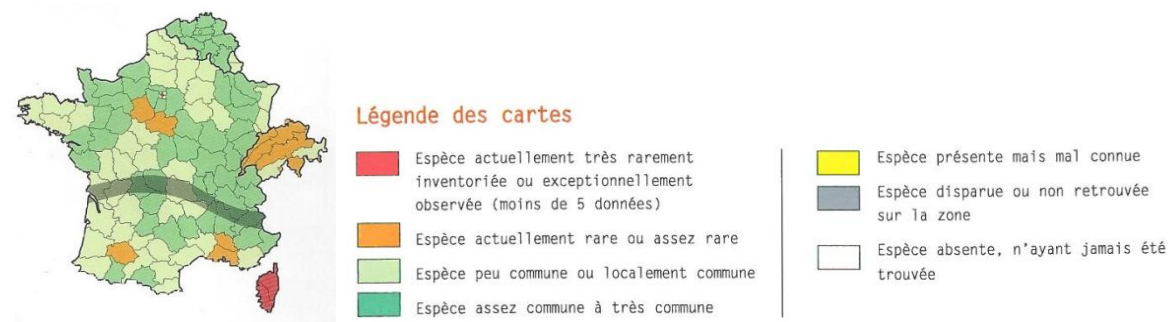 Légende des cartes
Espèce actuellement très rarement
inventoriée ou exceptionnellement
observée (moins de 5 données)
Espèce actuellement rare ou assez rare
Espèce peu commune ou localement commune
Espèce assez commune à très commune
Espèce présente mais mal connue
Espèce disparue ou non retrouvée
sur la zone
Espèce absente, n'ayant jamais été
trouvée